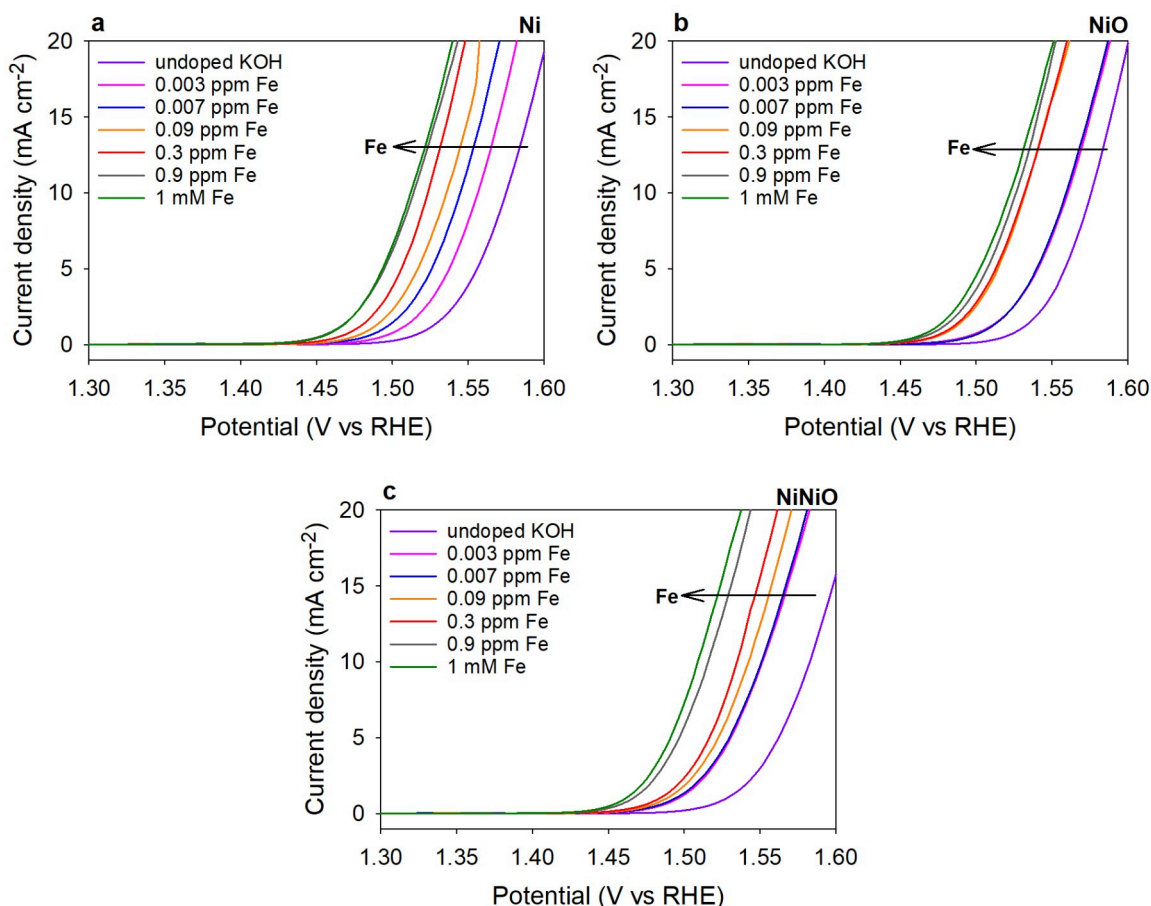 a
Ni
20
15
10
5
0
Current density (mA cm⁻²)
undoped KOH
0.003 ppm Fe
0.007 ppm Fe
0.09 ppm Fe
0.3 ppm Fe
0.9 ppm Fe
1 mM Fe
Fe
1.30 1.40 1.45 1.50 1.55 1.60
Potential (V vs RHE)
b
NiO
20
15
10
5
0
Current density (mA cm⁻²)
undoped KOH
0.003 ppm Fe
0.007 ppm Fe
0.09 ppm Fe
0.3 ppm Fe
0.9 ppm Fe
1 mM Fe
Fe
1.30 1.35 1.40 1.45 1.50 1.55 1.60
Potential (V vs RHE)
c
NiNiO
20
15
10
5
0
Current density (mA cm⁻²)
undoped KOH
0.003 ppm Fe
0.007 ppm Fe
0.09 ppm Fe
0.3 ppm Fe
0.9 ppm Fe
1 mM Fe
Fe
1.30 1.35 1.40 1.45 1.50 1.55 1.60
Potential (V vs RHE)